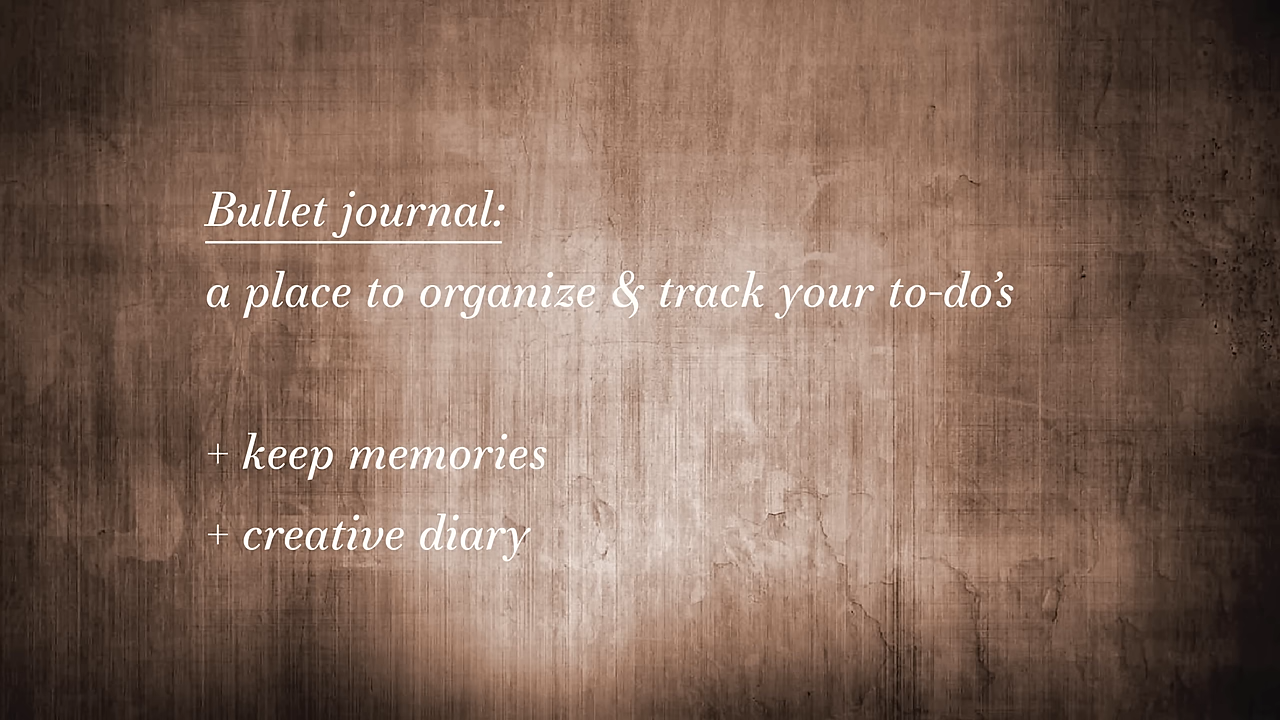 Bullet journal:
a place to organize & track your to-do’s
+ keep memories
+ creative diary